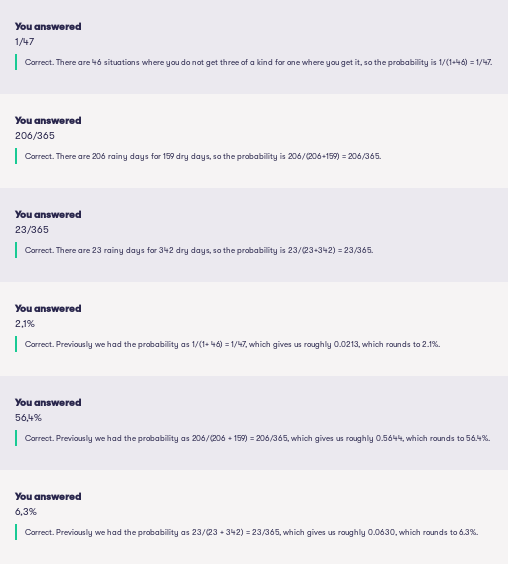 You answered
1/47
Correct. There are 46 situations where you do not get three of a kind for one where you get it, so the probability is 1/(1+46) = 1/47.
You answered
206/365
Correct. There are 206 rainy days for 159 dry days, so the probability is 206/(206+159) = 206/365.
You answered
23/365
Correct. There are 23 rainy days for 342 dry days, so the probability is 23/(23+342) = 23/365.
You answered
2,1%
Correct. Previously we had the probability as 1/(1+ 46) = 1/47, which gives us roughly 0.0213, which rounds to 2.1%.
You answered
56,4%
Correct. Previously we had the probability as 206/(206 + 159) = 206/365, which gives us roughly 0.5644, which rounds to 56.4%.
You answered
6,3%
Correct. Previously we had the probability as 23/(23 + 342) = 23/365, which gives us roughly 0.0630, which rounds to 6.3%.